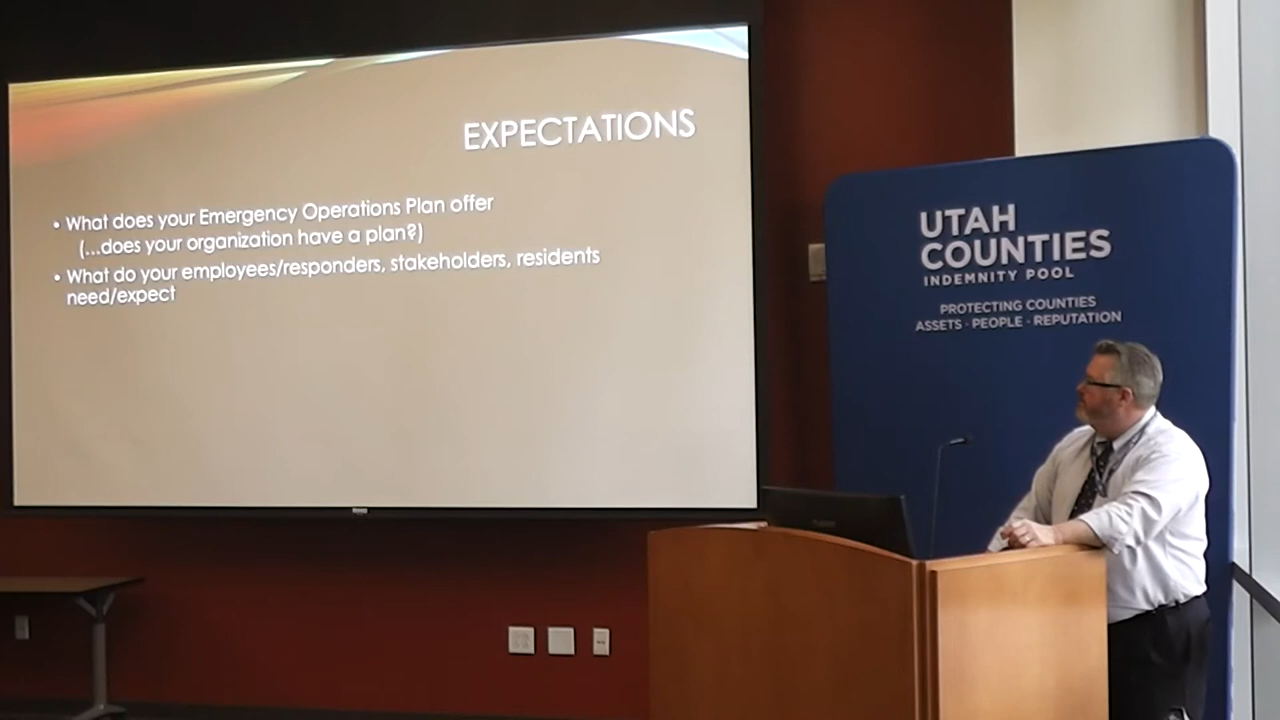 EXPECTATIONS
• What does your Emergency Operations Plan offer
(...does your organization have a plan?)
• What do your employees/responders, stakeholders, residents
need/expect
UTAH
COUNTIES
INDEMNITY POOL
PROTECTING COUNTIES
ASSETS · PEOPLE · REPUTATION